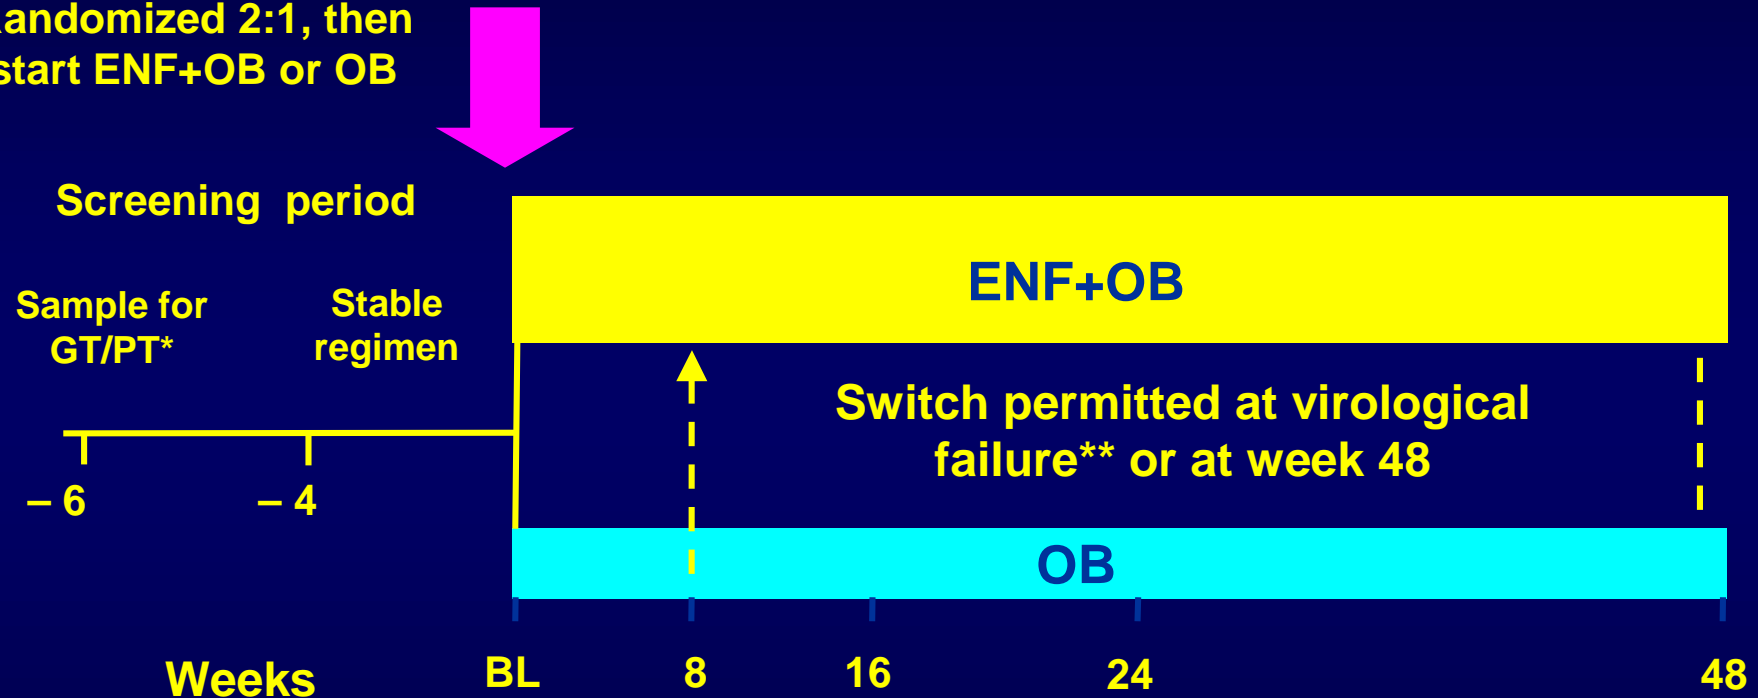 andomized 2:1, then
start ENF+OB or OB
Screening period
Sample for
GT/PT*
Stable
regimen
ENF+OB
Switch permitted at virological
failure** or at week 48
– 6
– 4
OB
Weeks
BL
8
16
24
48